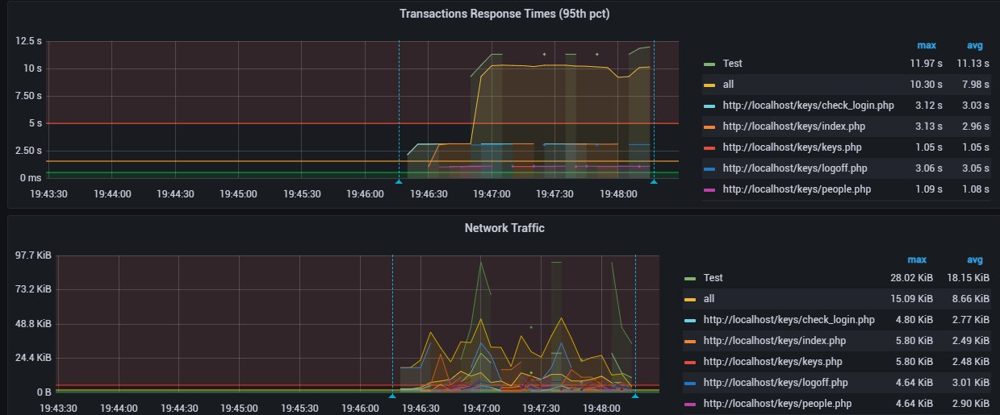 Transactions Response Times (95th pct)
12.5 s
10 s
7.50 s
5 s
2.50 s
0 ms
19:43:30 19:44:00 19:44:30 19:45:00 19:45:30 19:46:00 19:46:30 19:47:00 19:47:30 19:48:00
max avg
Test 11.97 s 11.13 s
all 10.30 s 7.98 s
http://localhost/keys/check_login.php 3.12 s 3.03 s
http://localhost/keys/index.php 3.13 s 2.96 s
http://localhost/keys/keys.php 1.05 s 1.05 s
http://localhost/keys/logoff.php 3.06 s 3.05 s
http://localhost/keys/people.php 1.09 s 1.08 s
Network Traffic
97.7 KiB
73.2 KiB
48.8 KiB
24.4 KiB
0 B
19:43:30 19:44:00 19:44:30 19:45:00 19:45:30 19:46:00 19:46:30 19:47:00 19:47:30 19:48:00
max avg
Test 28.02 KiB 18.15 KiB
all 15.09 KiB 8.66 KiB
http://localhost/keys/check_login.php 4.80 KiB 2.77 KiB
http://localhost/keys/index.php 5.80 KiB 2.49 KiB
http://localhost/keys/keys.php 5.80 KiB 2.48 KiB
http://localhost/keys/logoff.php 4.64 KiB 3.01 KiB
http://localhost/keys/people.php 4.64 KiB 2.90 KiB